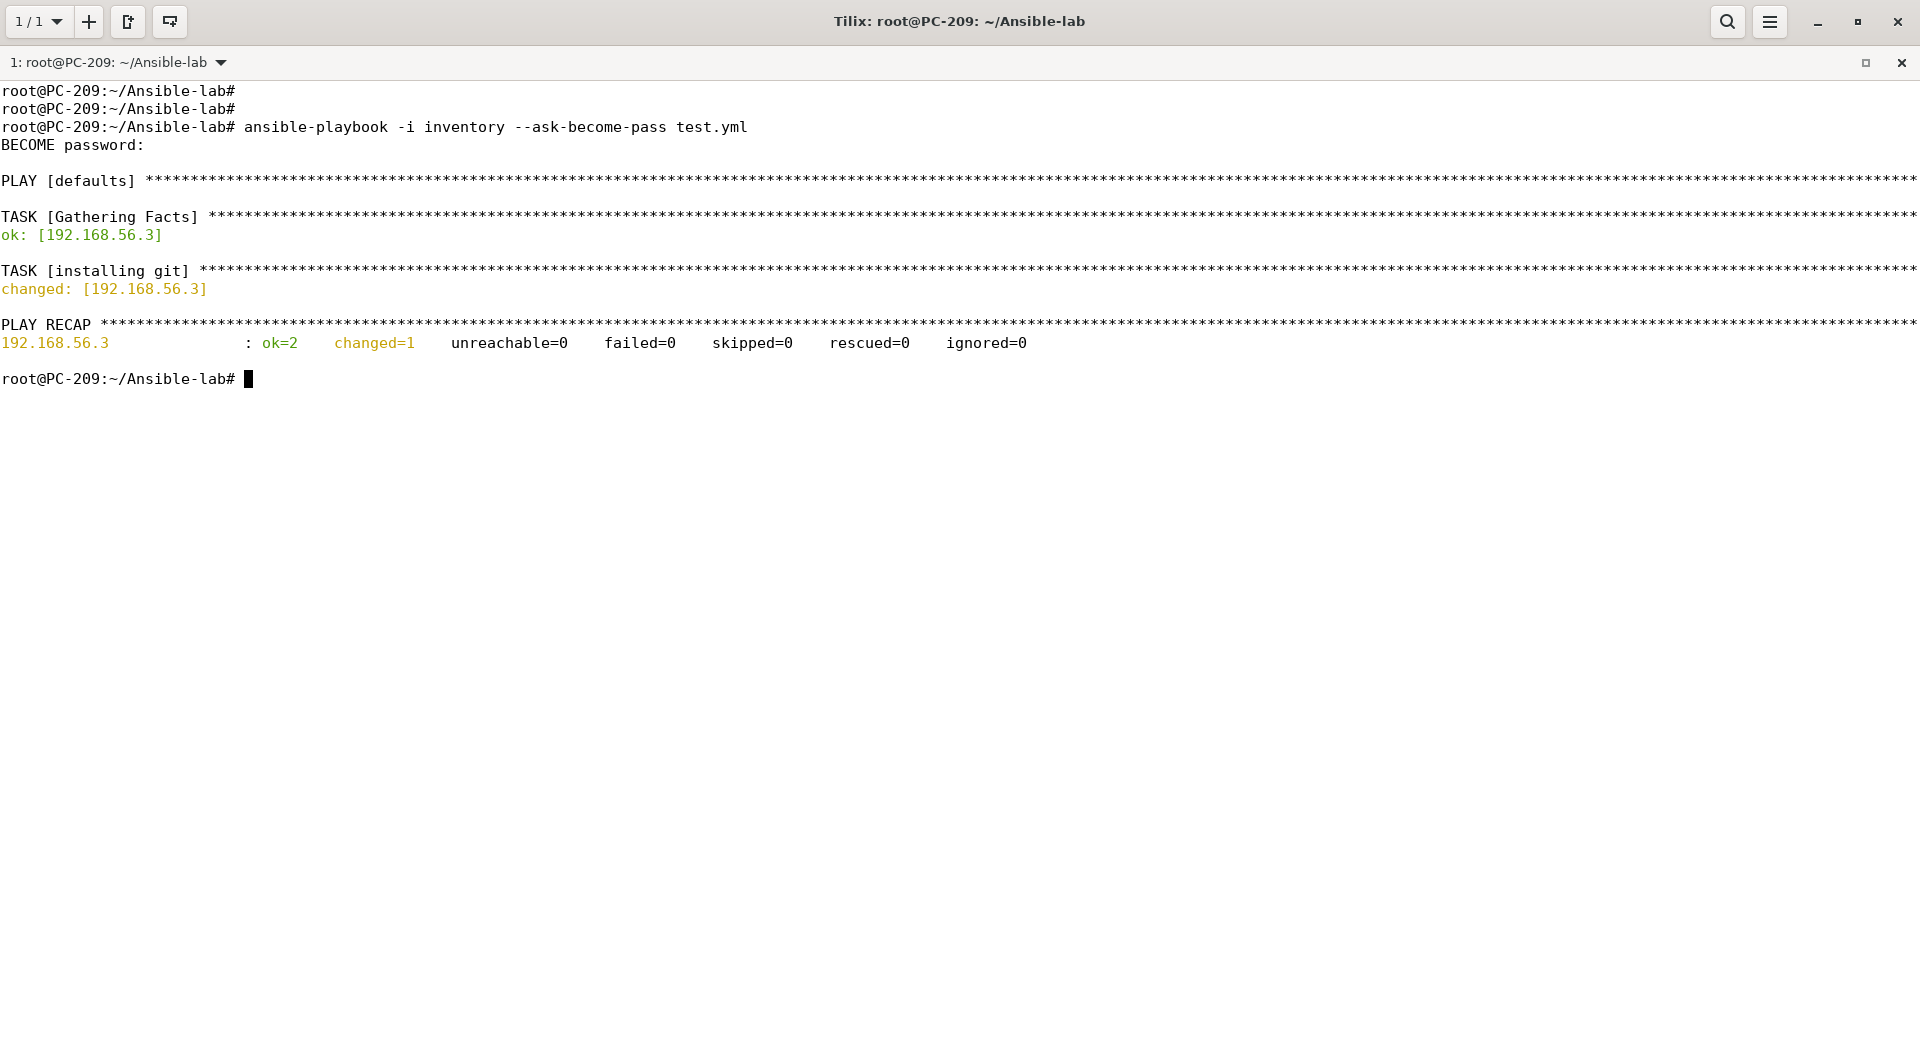 1 / 1
Tilix: root@PC-209: ~/Ansible-lab
1: root@PC-209: ~/Ansible-lab
root@PC-209:~/Ansible-lab#
root@PC-209:~/Ansible-lab#
root@PC-209:~/Ansible-lab# ansible-playbook -i inventory --ask-become-pass test.yml
BECOME password:
PLAY [defaults] *****************************************************************************************************************************************************************************************************
TASK [Gathering Facts] **********************************************************************************************************************************************************************************************
ok: [192.168.56.3]
TASK [installing git] ***********************************************************************************************************************************************************************************************
changed: [192.168.56.3]
PLAY RECAP **********************************************************************************************************************************************************************************************************
192.168.56.3               : ok=2    changed=1    unreachable=0    failed=0    skipped=0    rescued=0    ignored=0
root@PC-209:~/Ansible-lab#